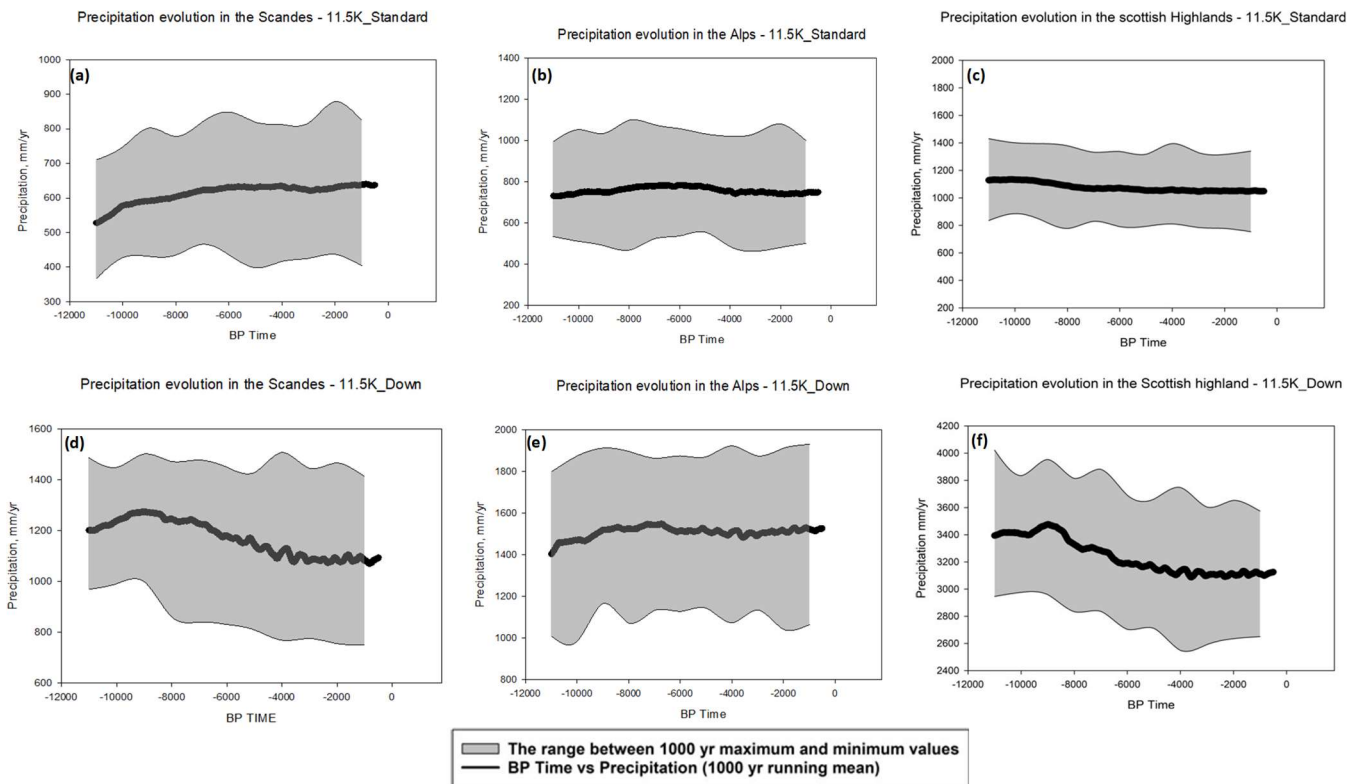 Precipitation evolution in the Scandes - 11.5K_Standard
(a)
Precipitation, mm/yr
1000
900
800
700
600
500
400
300
-12000 -10000 -8000 -6000 -4000 -2000 0
BP Time
Precipitation evolution in the Alps - 11.5K_Standard
(b)
Precipitation, mm/yr
1400
1200
1000
800
600
400
200
-12000 -10000 -8000 -6000 -4000 -2000 0
BP Time
Precipitation evolution in the scottish Highlands - 11.5K_Standard
(c)
Precipitation, mm/yr
2000
1800
1600
1400
1200
1000
800
600
400
200
-12000 -10000 -8000 -6000 -4000 -2000 0
BP Time
Precipitation evolution in the Scandes - 11.5K_Down
(d)
Precipitation, mm/yr
1600
1400
1200
1000
800
600
-12000 -10000 -8000 -6000 -4000 -2000 0
BP TIME
Precipitation evolution in the Alps - 11.5K_Down
(e)
Precipitation, mm/yr
2000
1800
1600
1400
1200
1000
800
-12000 -10000 -8000 -6000 -4000 -2000 0
BP Time
Precipitation evolution in the Scottish highland - 11.5K_Down
(f)
Precipitation mm/yr
4200
4000
3800
3600
3400
3200
3000
2800
2600
2400
-12000 -10000 -8000 -6000 -4000 -2000 0
BP Time
The range between 1000 yr maximum and minimum values
BP Time vs Precipitation (1000 yr running mean)